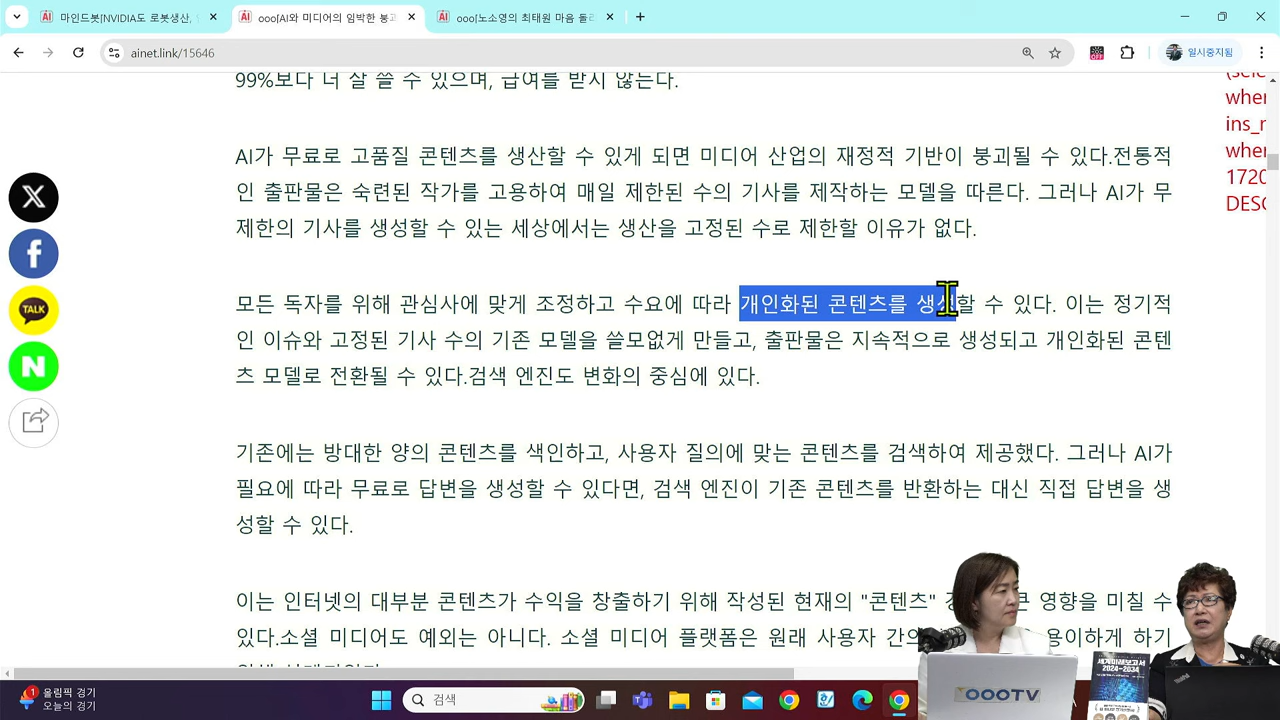 마인드봇[NVIDIA도 로봇생산,
ooo[AI와 미디어의 임박한 붕괴
ooo[노소영의 최태원 마음 돌리
ainet.link/15646
일시중지됨
99%보다 더 잘 쓸 수 있으며, 급여를 받지 않는다.
AI가 무료로 고품질 콘텐츠를 생산할 수 있게 되면 미디어 산업의 재정적 기반이 붕괴될 수 있다.전통적
인 출판물은 숙련된 작가를 고용하여 매일 제한된 수의 기사를 제작하는 모델을 따른다. 그러나 AI가 무
제한의 기사를 생성할 수 있는 세상에서는 생산을 고정된 수로 제한할 이유가 없다.
모든 독자를 위해 관심사에 맞게 조정하고 수요에 따라 개인화된 콘텐츠를 생성할 수 있다. 이는 정기적
인 이슈와 고정된 기사 수의 기존 모델을 쓸모없게 만들고, 출판물은 지속적으로 생성되고 개인화된 콘텐
츠 모델로 전환될 수 있다.검색 엔진도 변화의 중심에 있다.
기존에는 방대한 양의 콘텐츠를 색인하고, 사용자 질의에 맞는 콘텐츠를 검색하여 제공했다. 그러나 AI가
필요에 따라 무료로 답변을 생성할 수 있다면, 검색 엔진이 기존 콘텐츠를 반환하는 대신 직접 답변을 생
성할 수 있다.
이는 인터넷의 대부분 콘텐츠가 수익을 창출하기 위해 작성된 현재의 "콘텐츠" 큰 영향을 미칠 수
있다.소셜 미디어도 예외는 아니다. 소셜 미디어 플랫폼은 원래 사용자 간의 용이하게 하기
wher
ins_r
wher
1720
DESC
TALK
N
OFF
세계미래보고서
2024-2034
OOOTV
1
올림픽 경기
오늘의 경기
검색